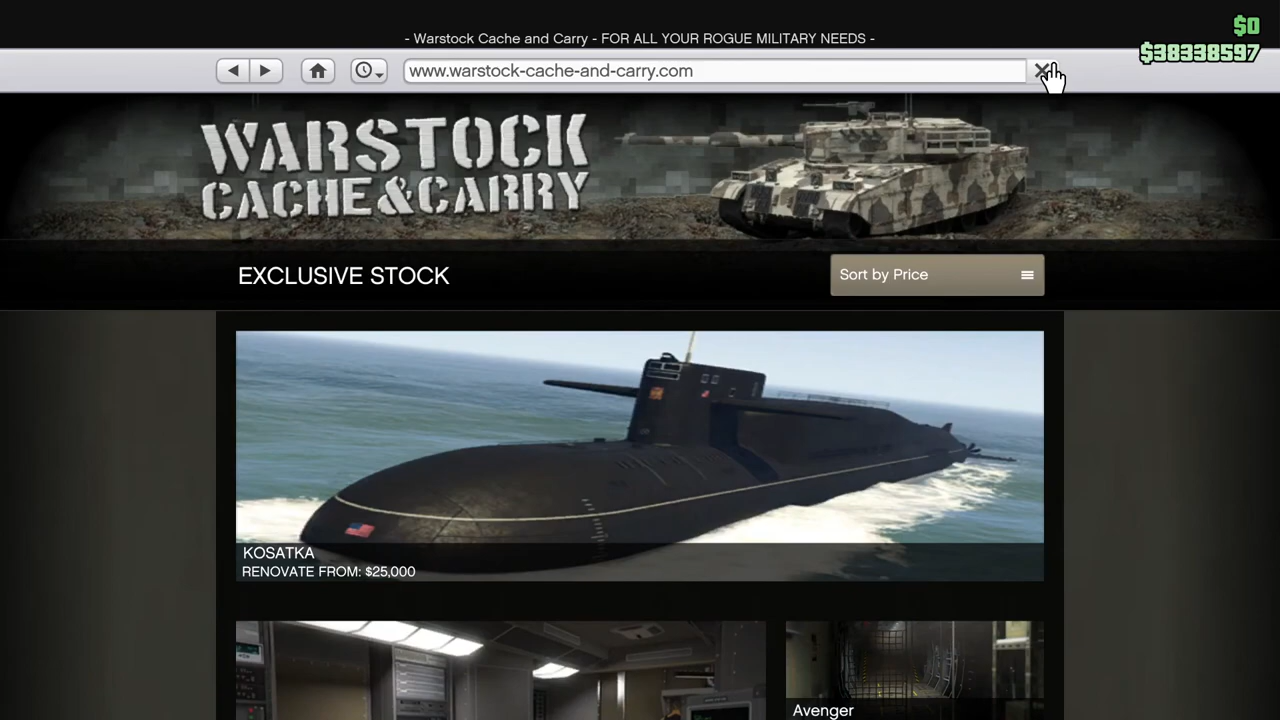 - Warstock Cache and Carry - FOR ALL YOUR ROGUE MILITARY NEEDS -
$0
$38338597
www.warstock-cache-and-carry.com
WARSTOCK
CACHE&CARRY
EXCLUSIVE STOCK
Sort by Price
KOSATKA
RENOVATE FROM: $25,000
Avenger